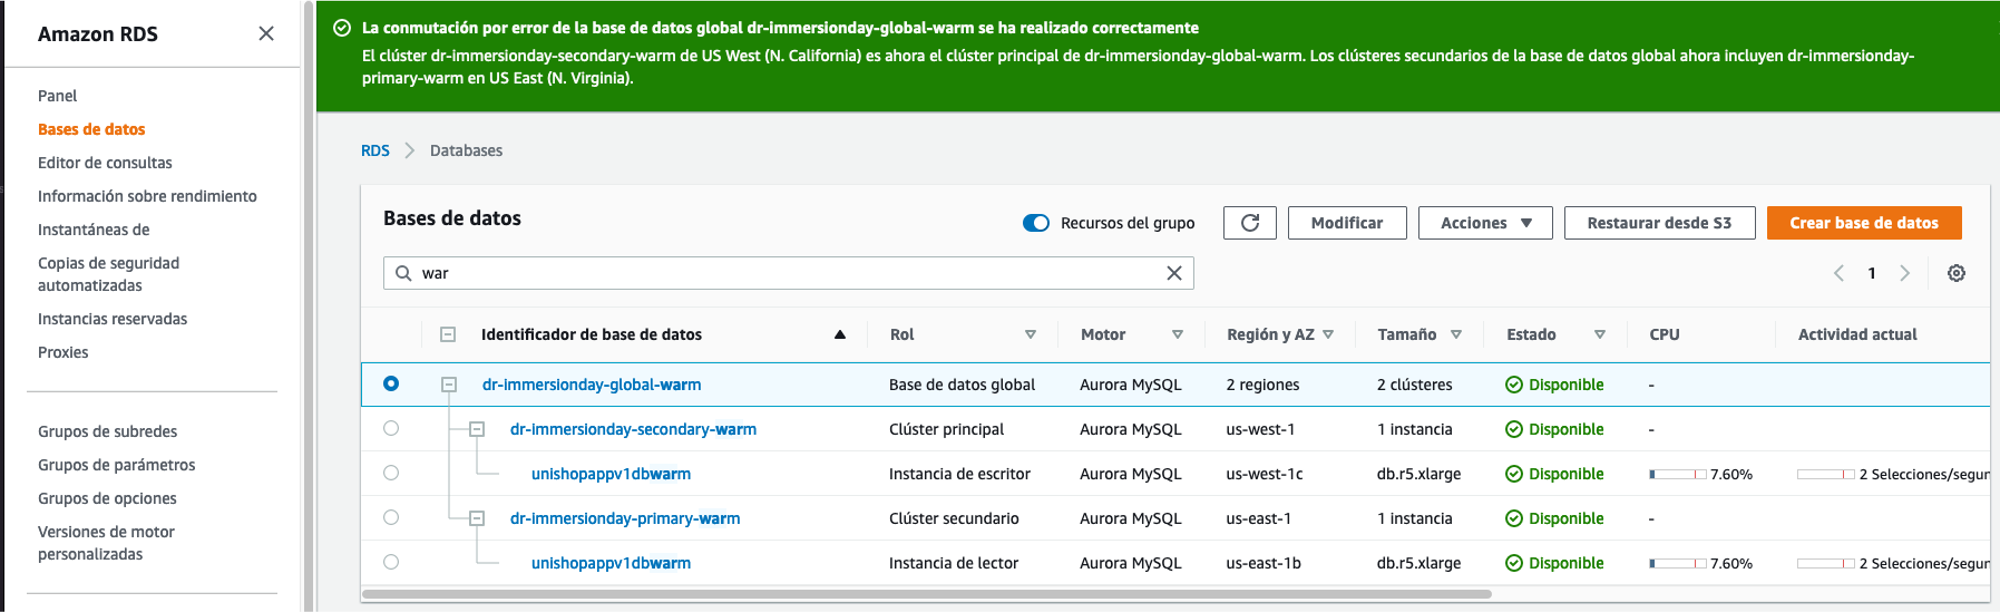 Amazon RDS
Panel
Bases de datos
Editor de consultas
Información sobre rendimiento
Instantáneas de
Copias de seguridad
automatizadas
Instancias reservadas
Proxies
Grupos de subredes
Grupos de parámetros
Grupos de opciones
Versiones de motor
personalizadas
La conmutación por error de la base de datos global dr-immersionday-global-warm se ha realizado correctamente
El clúster dr-immersionday-secondary-warm de US West (N. California) es ahora el clúster principal de dr-immersionday-global-warm. Los clústeres secundarios de la base de datos global ahora incluyen dr-immersionday-
primary-warm en US East (N. Virginia).
RDS Databases
Bases de datos Recursos del grupo Modificar Acciones Restaurar desde S3 Crear base de datos
war 1
Identificador de base de datos Rol Motor Región y AZ Tamaño Estado CPU Actividad actual
dr-immersionday-global-warm Base de datos global Aurora MySQL 2 regiones 2 clústeres Disponible -
dr-immersionday-secondary-warm Clúster principal Aurora MySQL us-west-1 1 instancia Disponible -
unishopappv1dbwarm Instancia de escritor Aurora MySQL us-west-1c db.r5.xlarge Disponible 7.60% 2 Selecciones/segun
dr-immersionday-primary-warm Clúster secundario Aurora MySQL us-east-1 1 instancia Disponible -
unishopappv1dbwarm Instancia de lector Aurora MySQL us-east-1b db.r5.xlarge Disponible 7.60% 2 Selecciones/segun